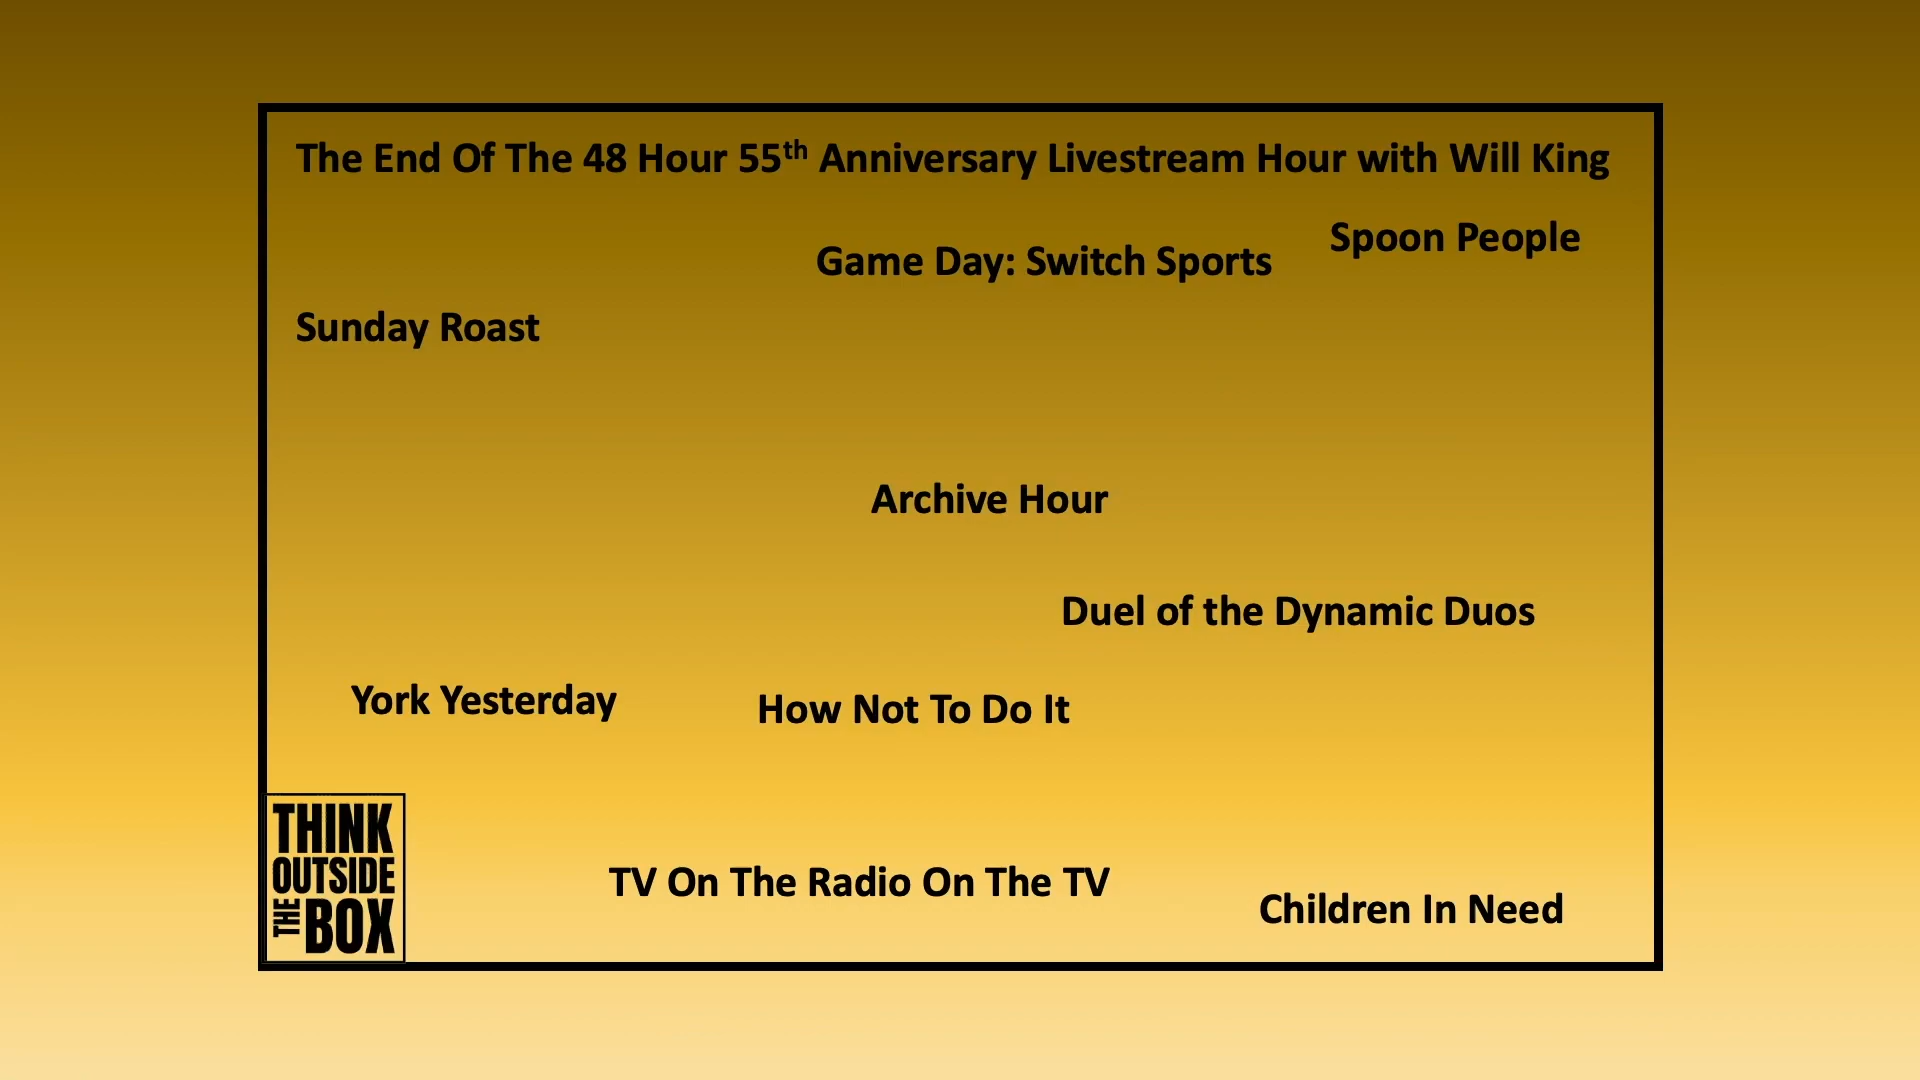 The End Of The 48 Hour 55th Anniversary Livestream Hour with Will King
Spoon People
Game Day: Switch Sports
Sunday Roast
Archive Hour
Duel of the Dynamic Duos
York Yesterday
How Not To Do It
THINK
OUTSIDE
THE BOX
TV On The Radio On The TV
Children In Need